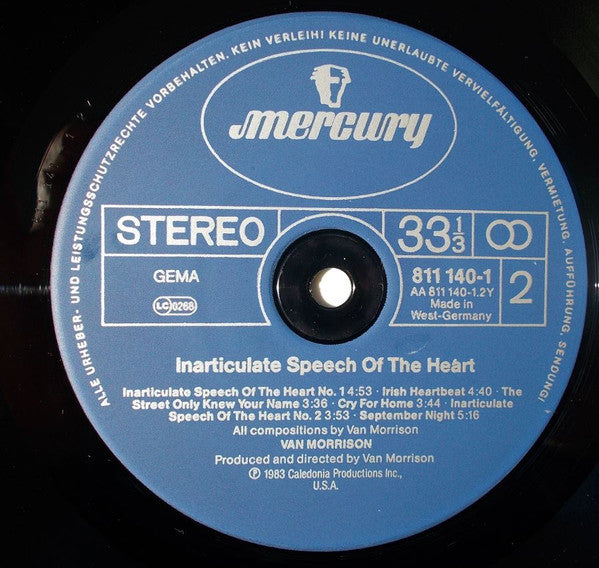 ALLE URHEBER- UND LEISTUNGSSCHUTZRECHTE VORBEHALTEN. KEIN VERLEIH! KEINE UNERLAUBTE VERVIELFÄLTIGUNG, VERMIETUNG, AUFFÜHRUNG, SENDUNG!
mercury
STEREO
33 1/3
GEMA
LC 0268
811 140-1
AA 811 140-1.2Y
Made in
West-Germany
2
Inarticulate Speech Of The Heart
Inarticulate Speech Of The Heart No. 1 4:53 · Irish Heartbeat 4:40 · The
Street Only Knew Your Name 3:36 · Cry For Home 3:44 · Inarticulate
Speech Of The Heart No. 2 3:53 · September Night 5:16
All compositions by Van Morrison
VAN MORRISON
Produced and directed by Van Morrison
℗ 1983 Caledonia Productions Inc.,
U.S.A.